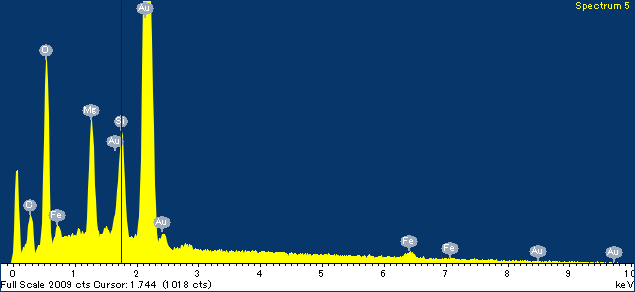 Spectrum 5
Au
O
Mg
Si
Au
O
Fe
Au
Fe
Fe
Au
Au
0 1 2 3 4 5 6 7 8 9 10
Full Scale 2009 cts Cursor: 1.744 (1018 cts) keV